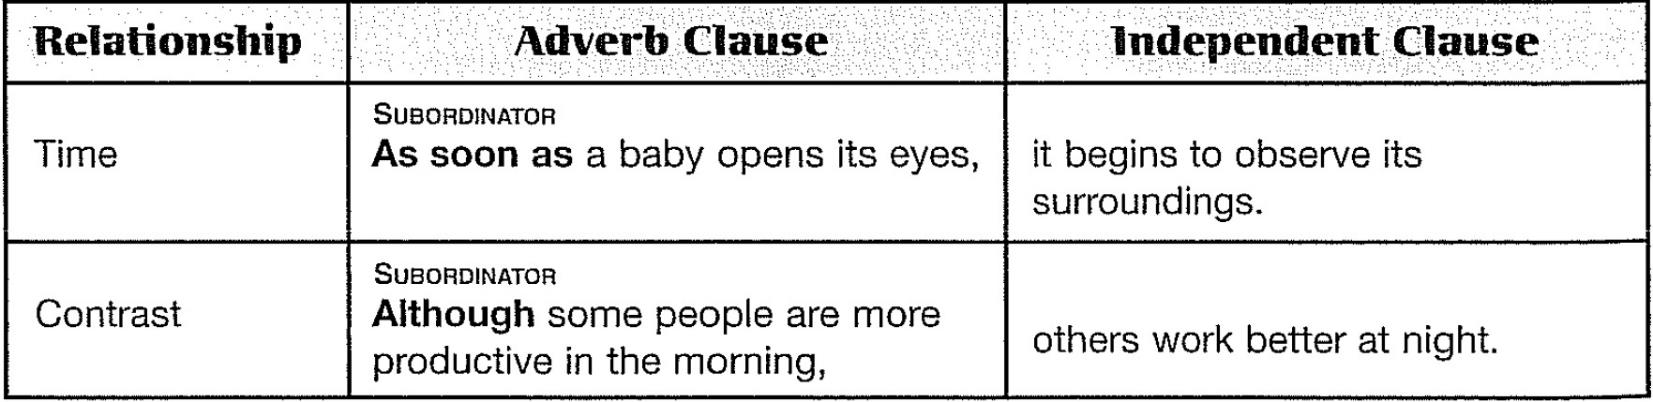 Relationship
Adverb Clause
Independent Clause
Time
SUBORDINATOR
As soon as a baby opens its eyes,
it begins to observe its
surroundings.
Contrast
SUBORDINATOR
Although some people are more
productive in the morning,
others work better at night.